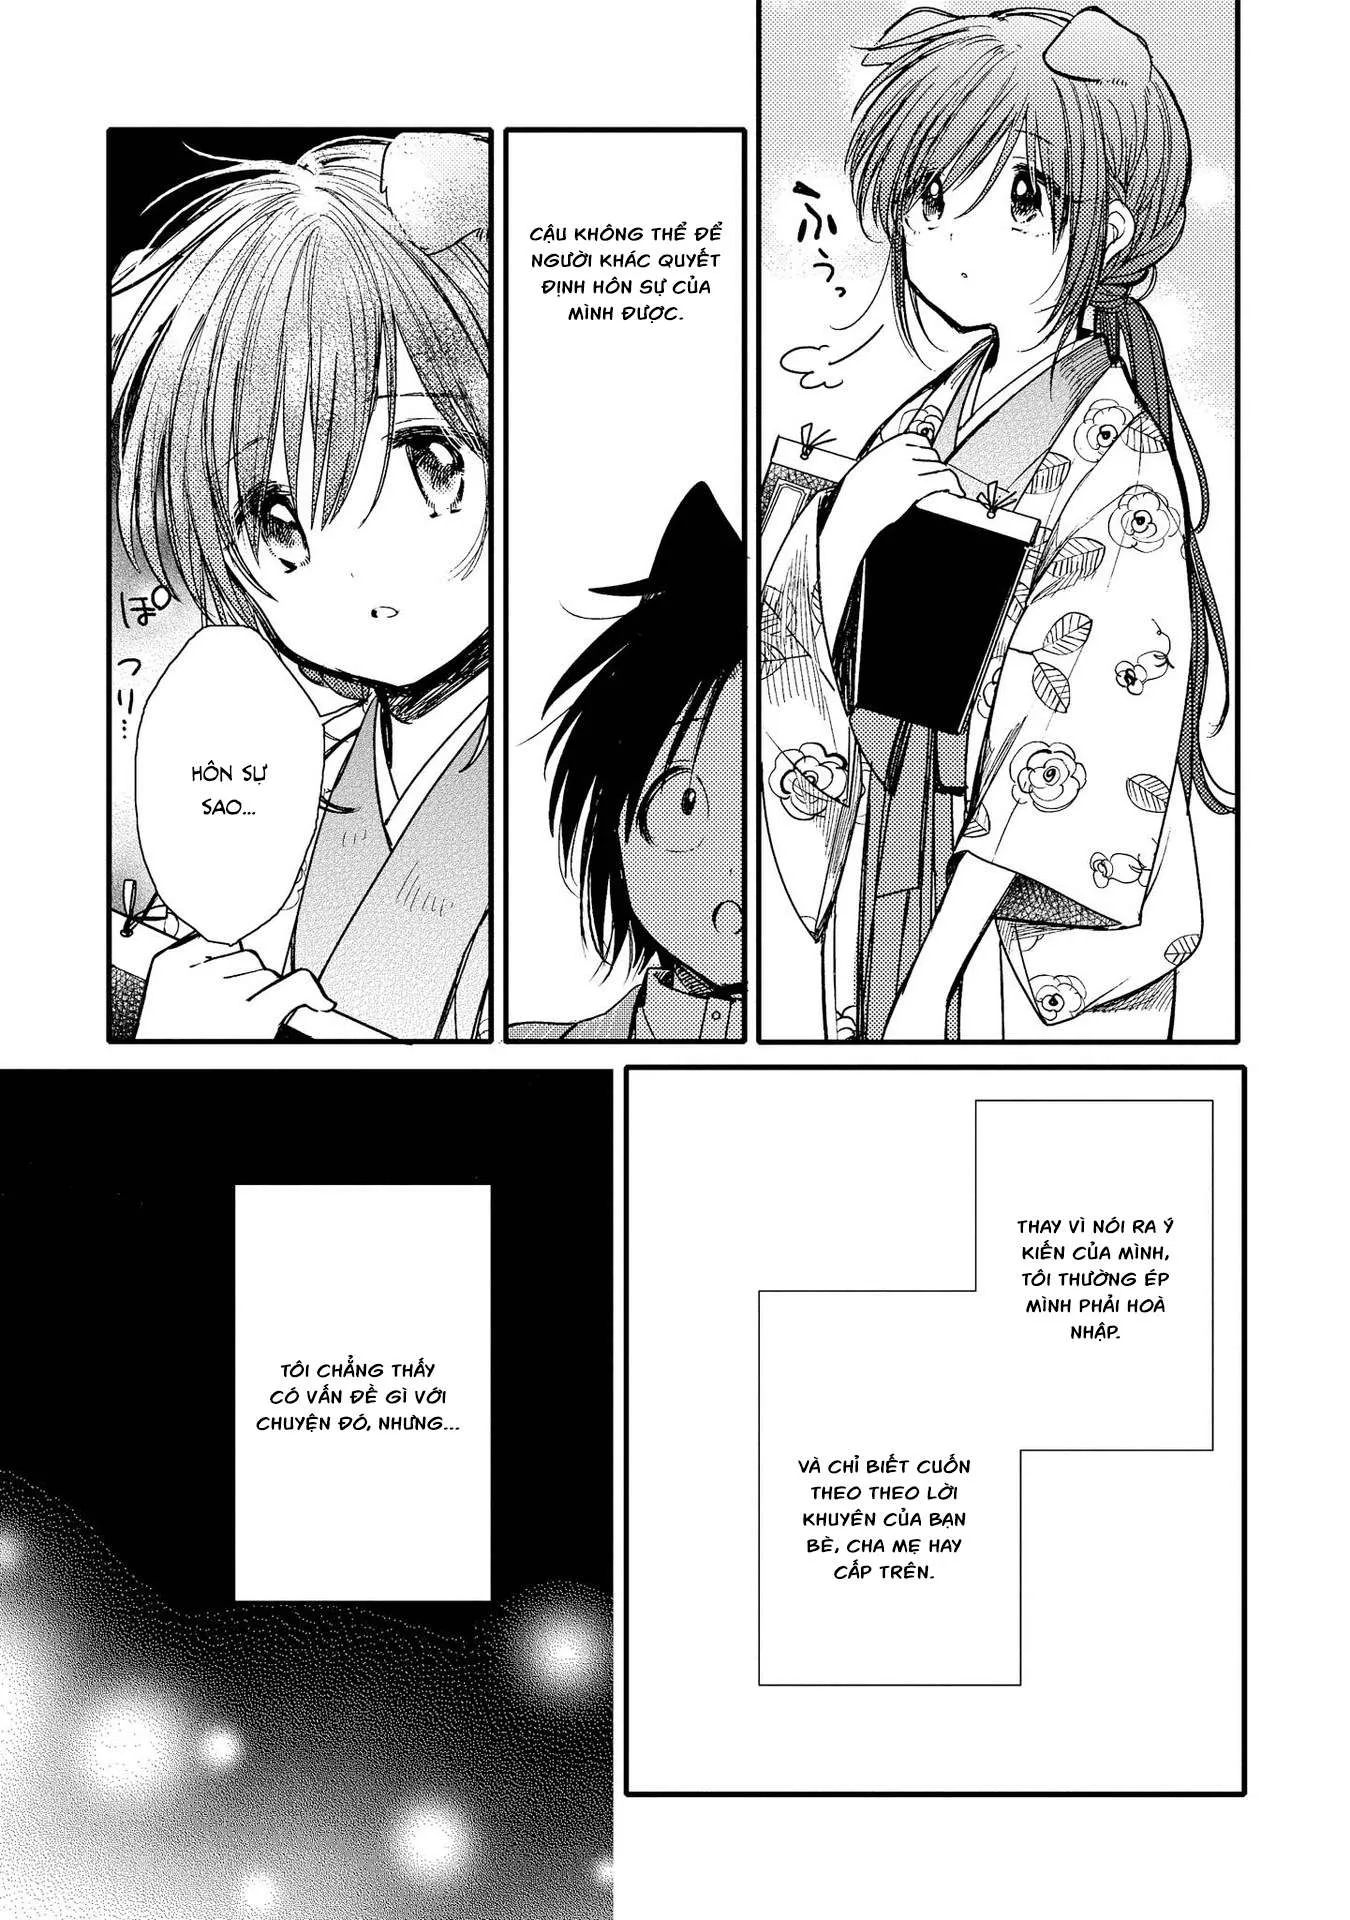 ふぅっ
CẬU KHÔNG THỂ ĐỂ
NGƯỜI KHÁC QUYẾT
ĐỊNH HÔN SỰ CỦA
MÌNH ĐƯỢC.
ぽつり…
HÔN SỰ
SAO...
THAY VÌ NÓI RA Ý
KIẾN CỦA MÌNH,
TÔI THƯỜNG ÉP
MÌNH PHẢI HOÀ
NHẬP.
VÀ CHỈ BIẾT CUỐN
THEO THEO LỜI
KHUYÊN CỦA BẠN
BÈ, CHA MẸ HAY
CẤP TRÊN.
TÔI CHẲNG THẤY
CÓ VẤN ĐỀ GÌ VỚI
CHUYỆN ĐÓ, NHƯNG...